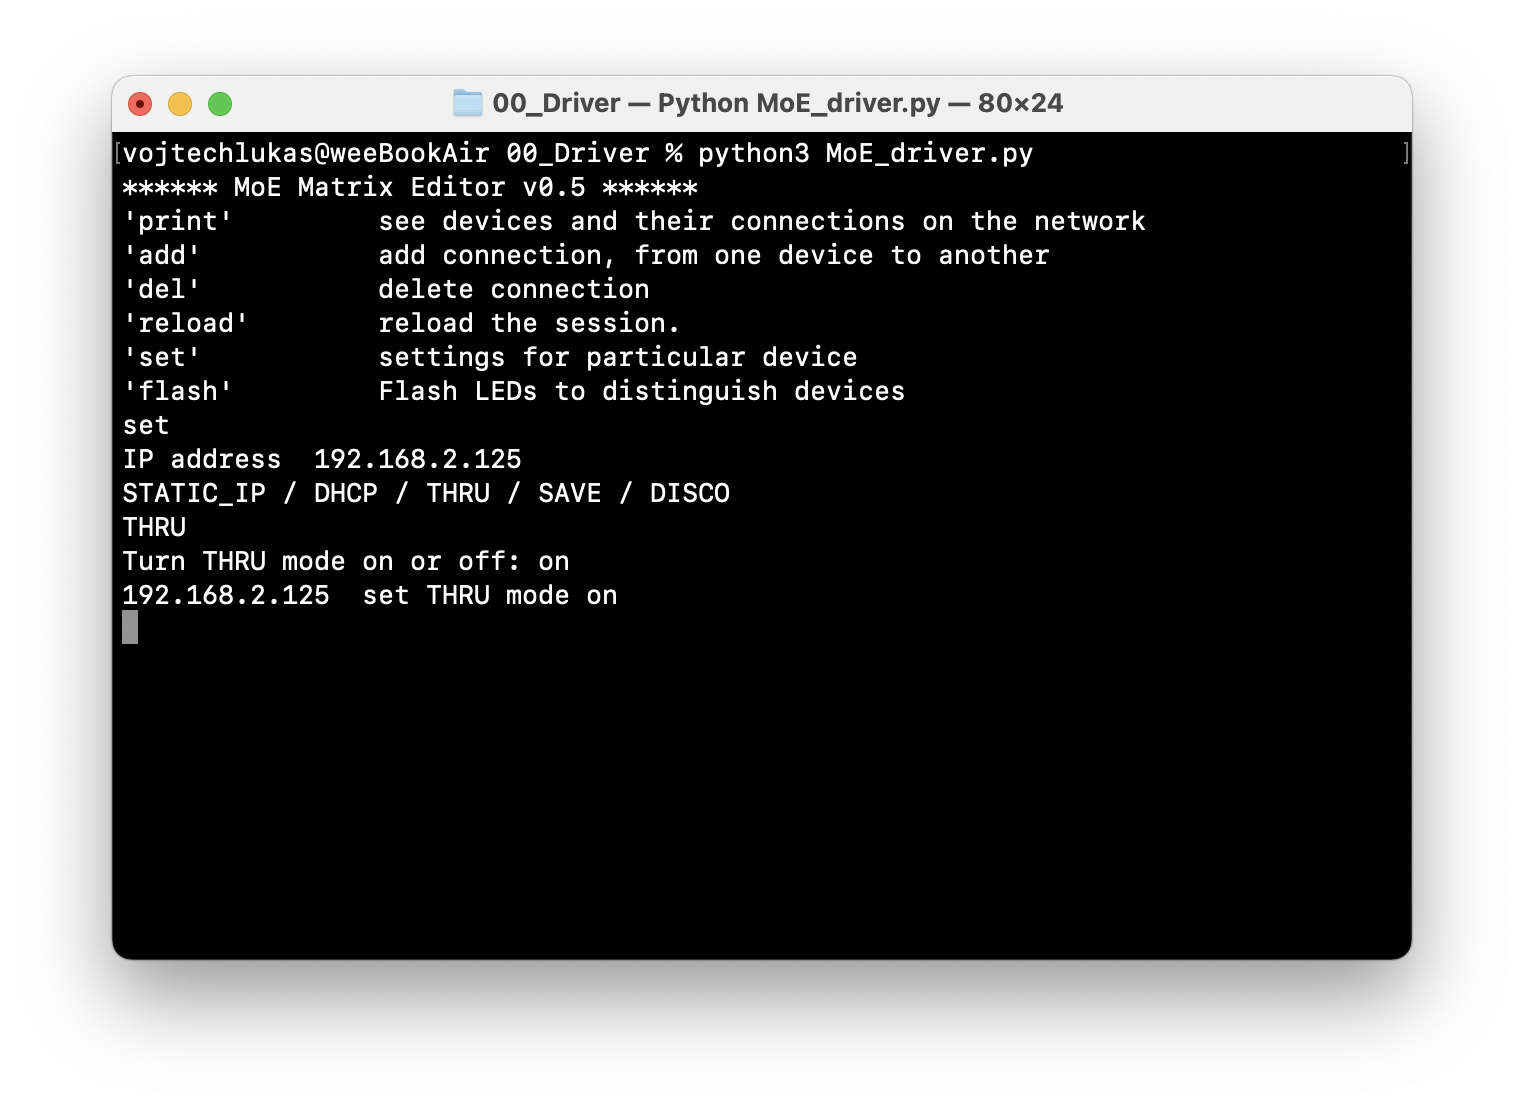 00_Driver — Python MoE_driver.py — 80×24
[vojtechlukas@weeBookAir 00_Driver % python3 MoE_driver.py ]
****** MoE Matrix Editor v0.5 ******
'print'         see devices and their connections on the network
'add'           add connection, from one device to another
'del'           delete connection
'reload'        reload the session.
'set'           settings for particular device
'flash'         Flash LEDs to distinguish devices
set
IP address  192.168.2.125
STATIC_IP / DHCP / THRU / SAVE / DISCO
THRU
Turn THRU mode on or off: on
192.168.2.125  set THRU mode on